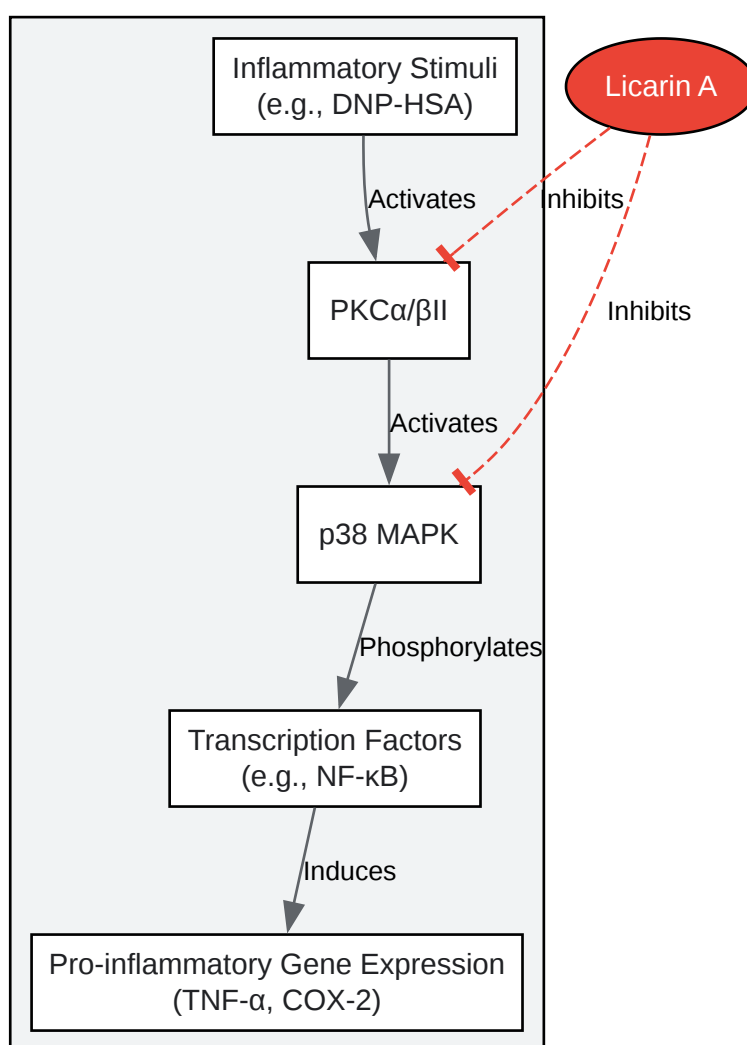 Inflammatory Stimuli
(e.g., DNP-HSA)
Licarin A
Activates
Inhibits
PKCα/βII
Inhibits
Activates
p38 MAPK
Phosphorylates
Transcription Factors
(e.g., NF-κB)
Induces
Pro-inflammatory Gene Expression
(TNF-α, COX-2)